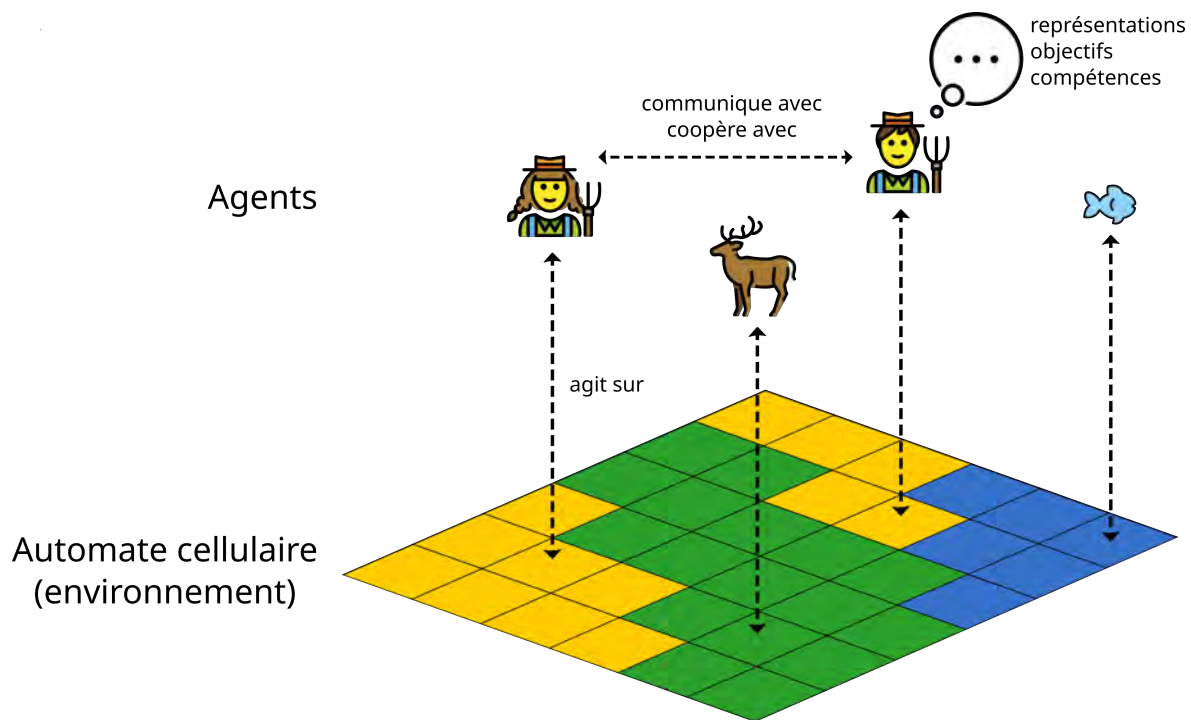 représentations
objectifs
compétences
communique avec
coopère avec
Agents
agit sur
Automate cellulaire
(environnement)